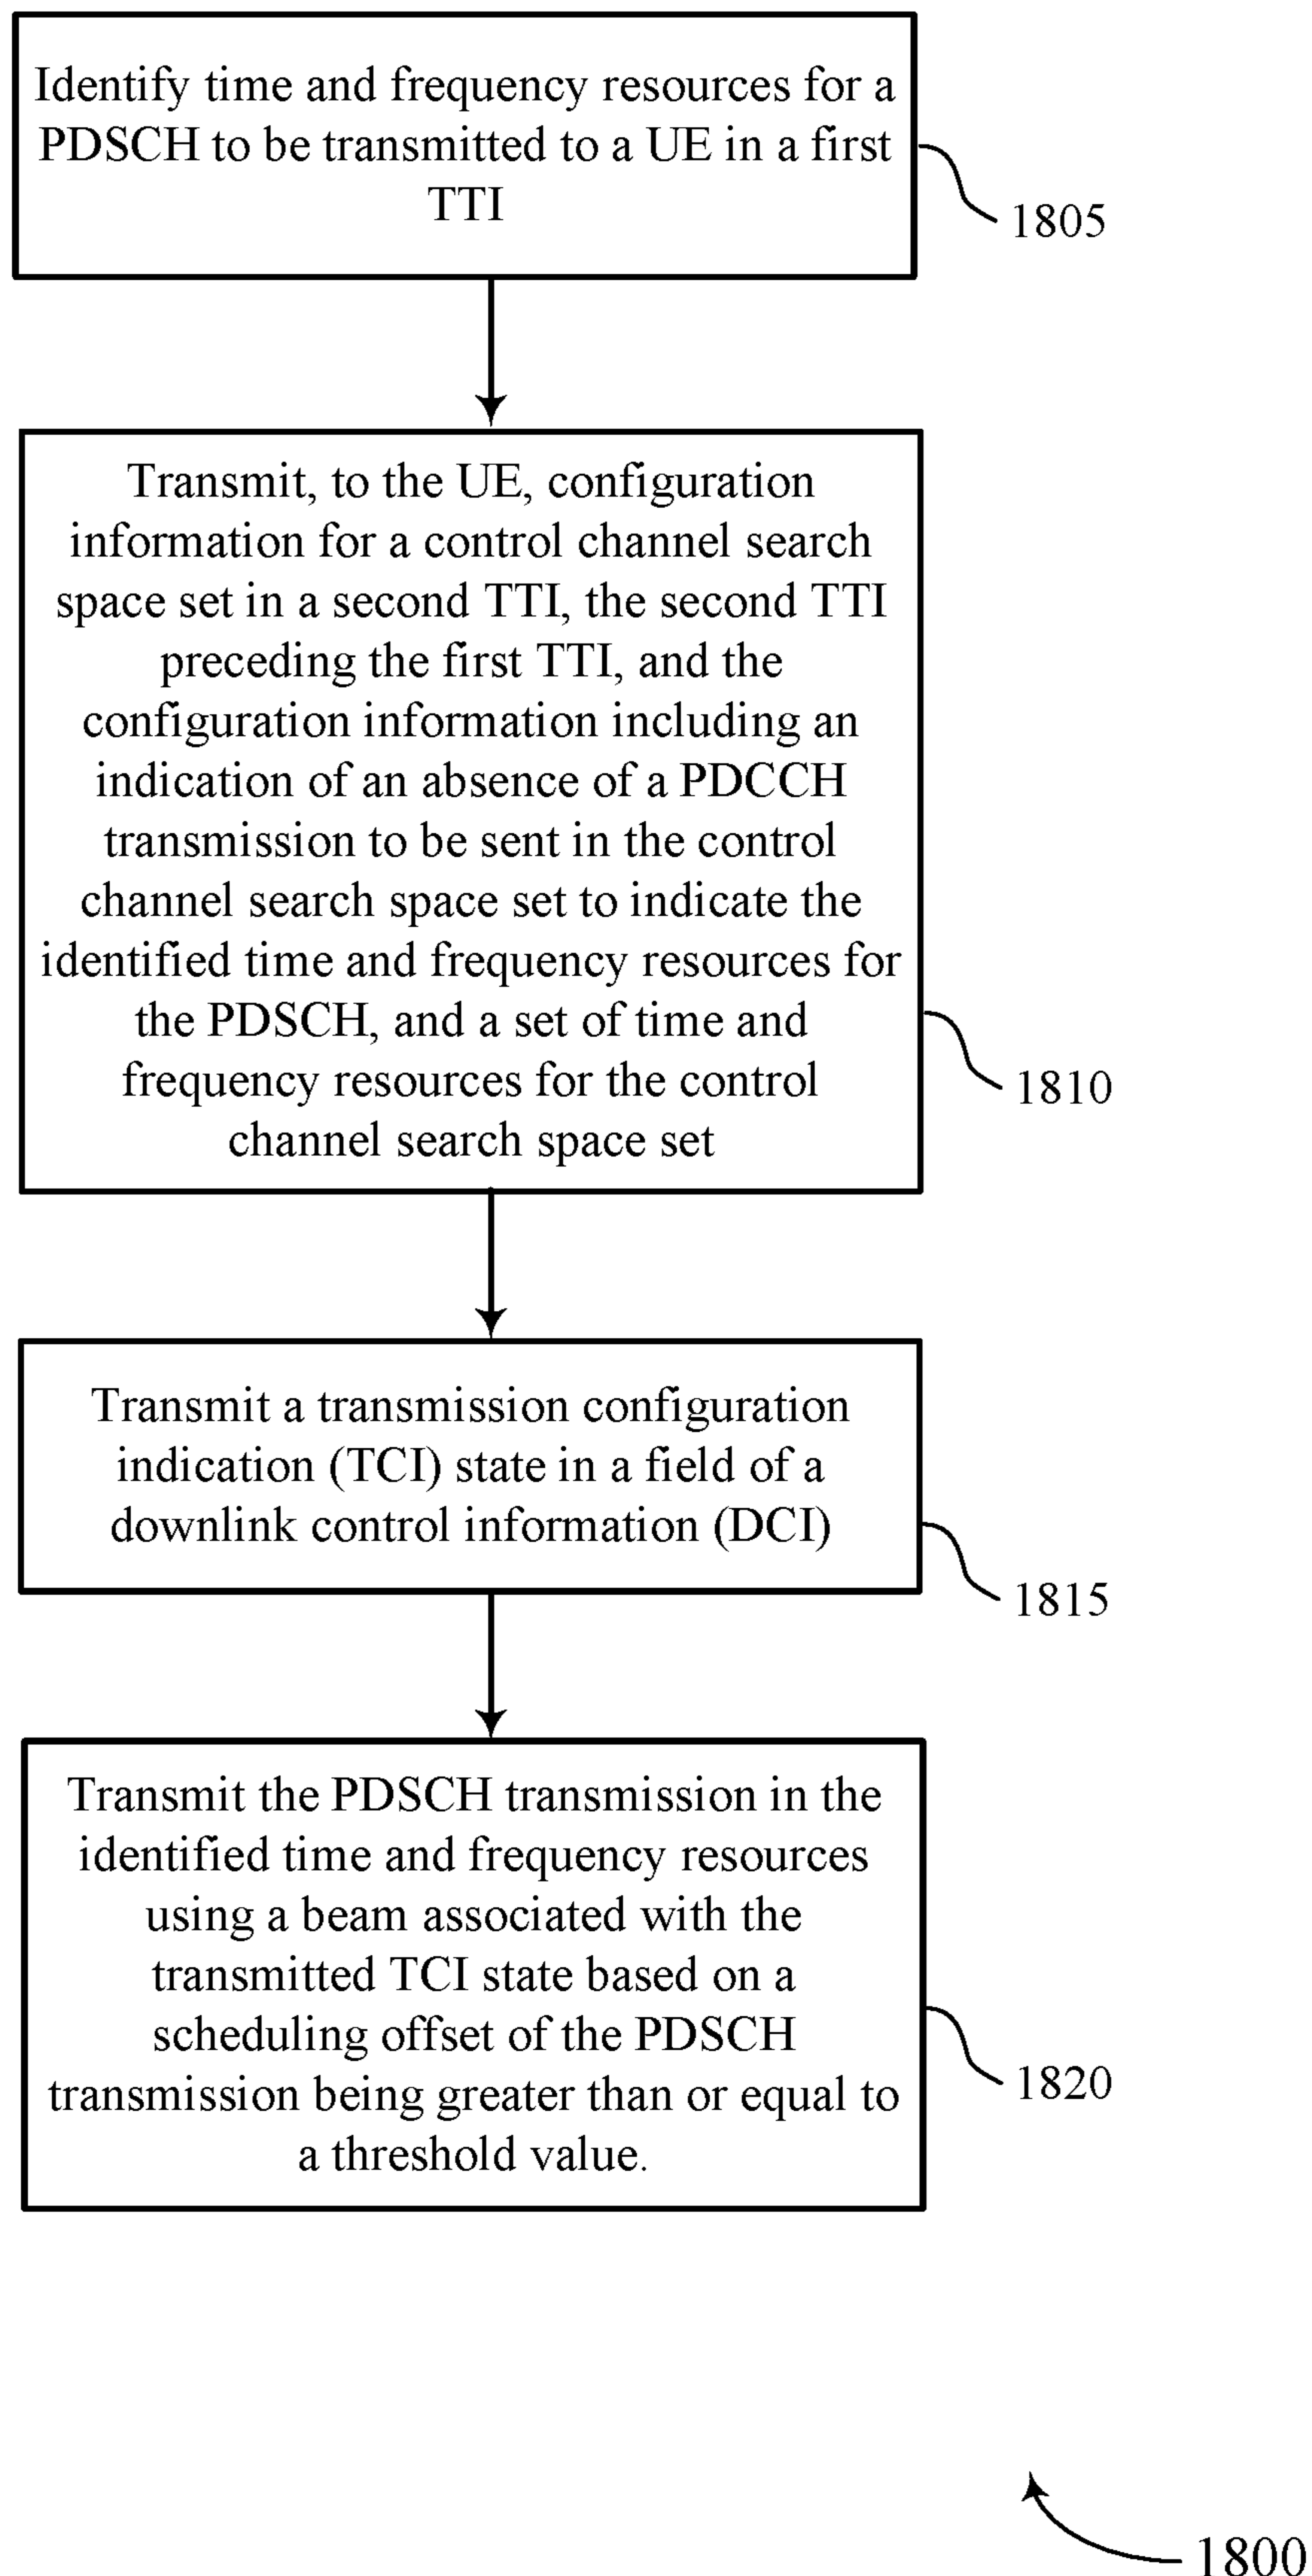 Identify time and frequency resources for a
PDSCH to be transmitted to a UE in a first
TTI
1805
Transmit, to the UE, configuration
information for a control channel search
space set in a second TTI, the second TTI
preceding the first TTI, and the
configuration information including an
indication of an absence of a PDCCH
transmission to be sent in the control
channel search space set to indicate the
identified time and frequency resources for
the PDSCH, and a set of time and
frequency resources for the control
channel search space set
1810
Transmit a transmission configuration
indication (TCI) state in a field of a
downlink control information (DCI)
1815
Transmit the PDSCH transmission in the
identified time and frequency resources
using a beam associated with the
transmitted TCI state based on a
scheduling offset of the PDSCH
transmission being greater than or equal to
a threshold value.
1820
1800